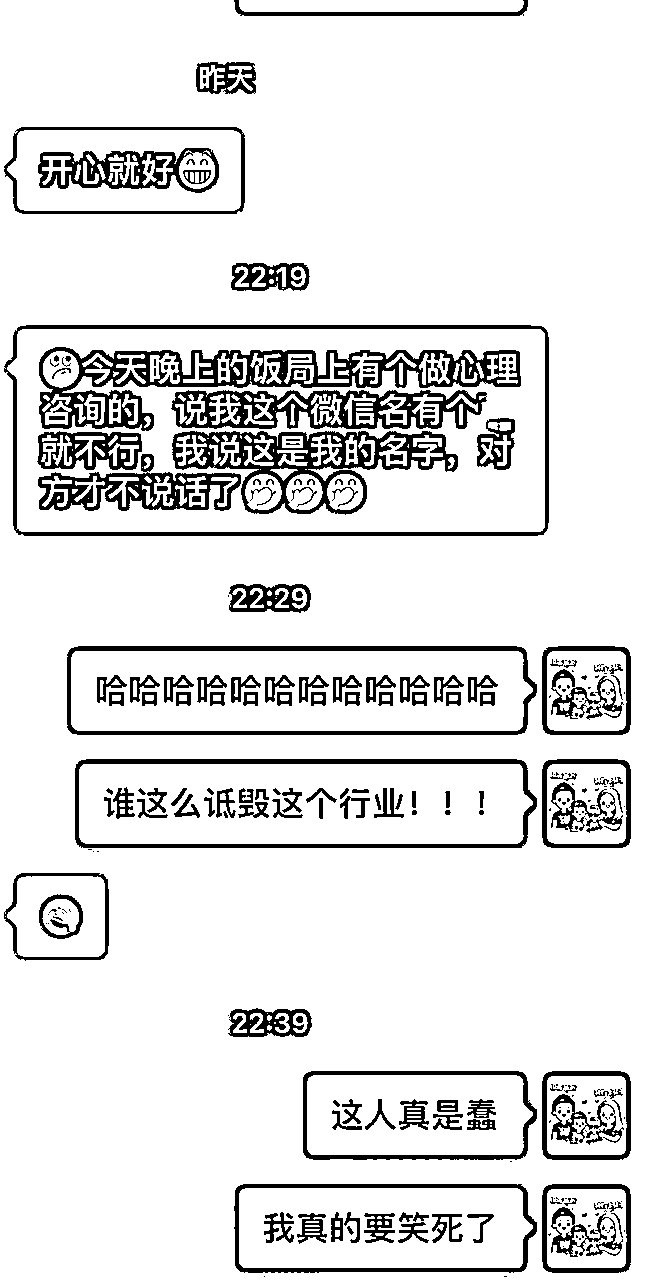 昨天
开心就好😁
22:19
🙄今天晚上的饭局上有个做心理
咨询的，说我这个微信名有个
就不行，我说这是我的名字，对
方才不说话了🤭🤭🤭
22:29
哈哈哈哈哈哈哈哈哈哈哈哈
谁这么诋毁这个行业！！！
22:39
这人真是蠢
我真的要笑死了